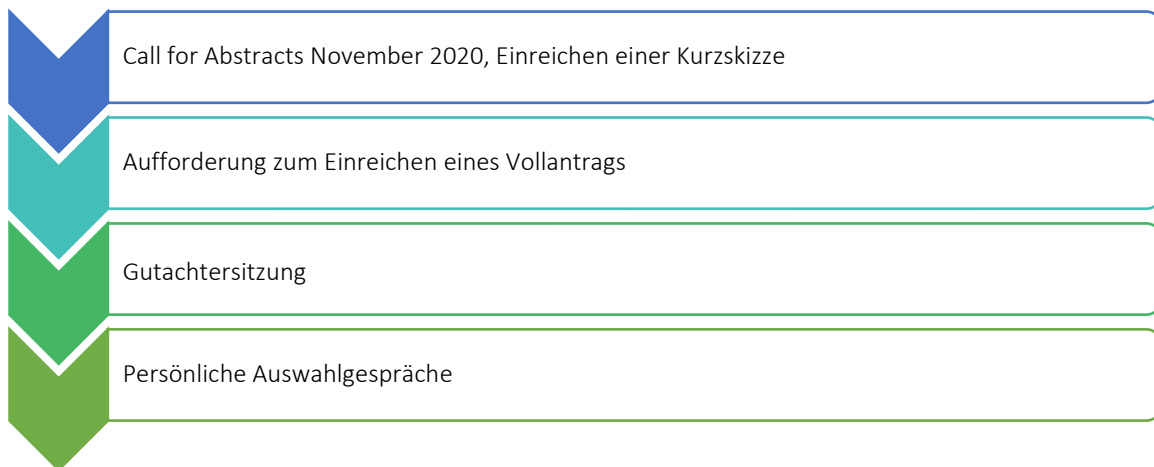 Call for Abstracts November 2020, Einreichen einer Kurzskizze
Aufforderung zum Einreichen eines Vollantrags
Gutachtersitzung
Persönliche Auswahlgespräche